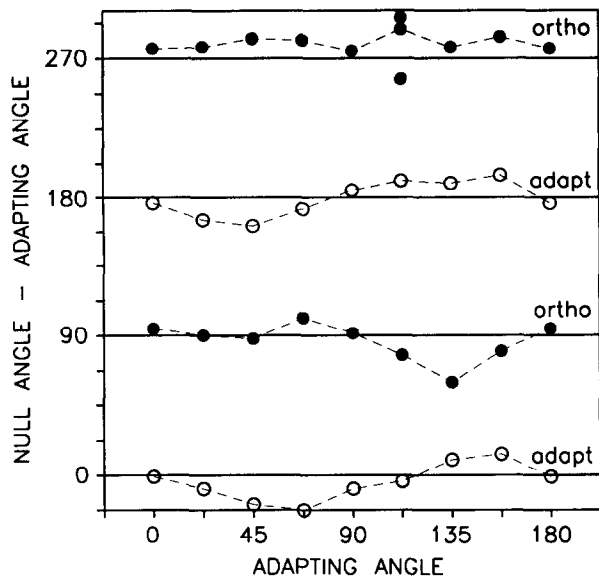 ortho
270
adapt
180
ortho
90
adapt
0
NULL ANGLE — ADAPTING ANGLE
0 45 90 135 180
ADAPTING ANGLE